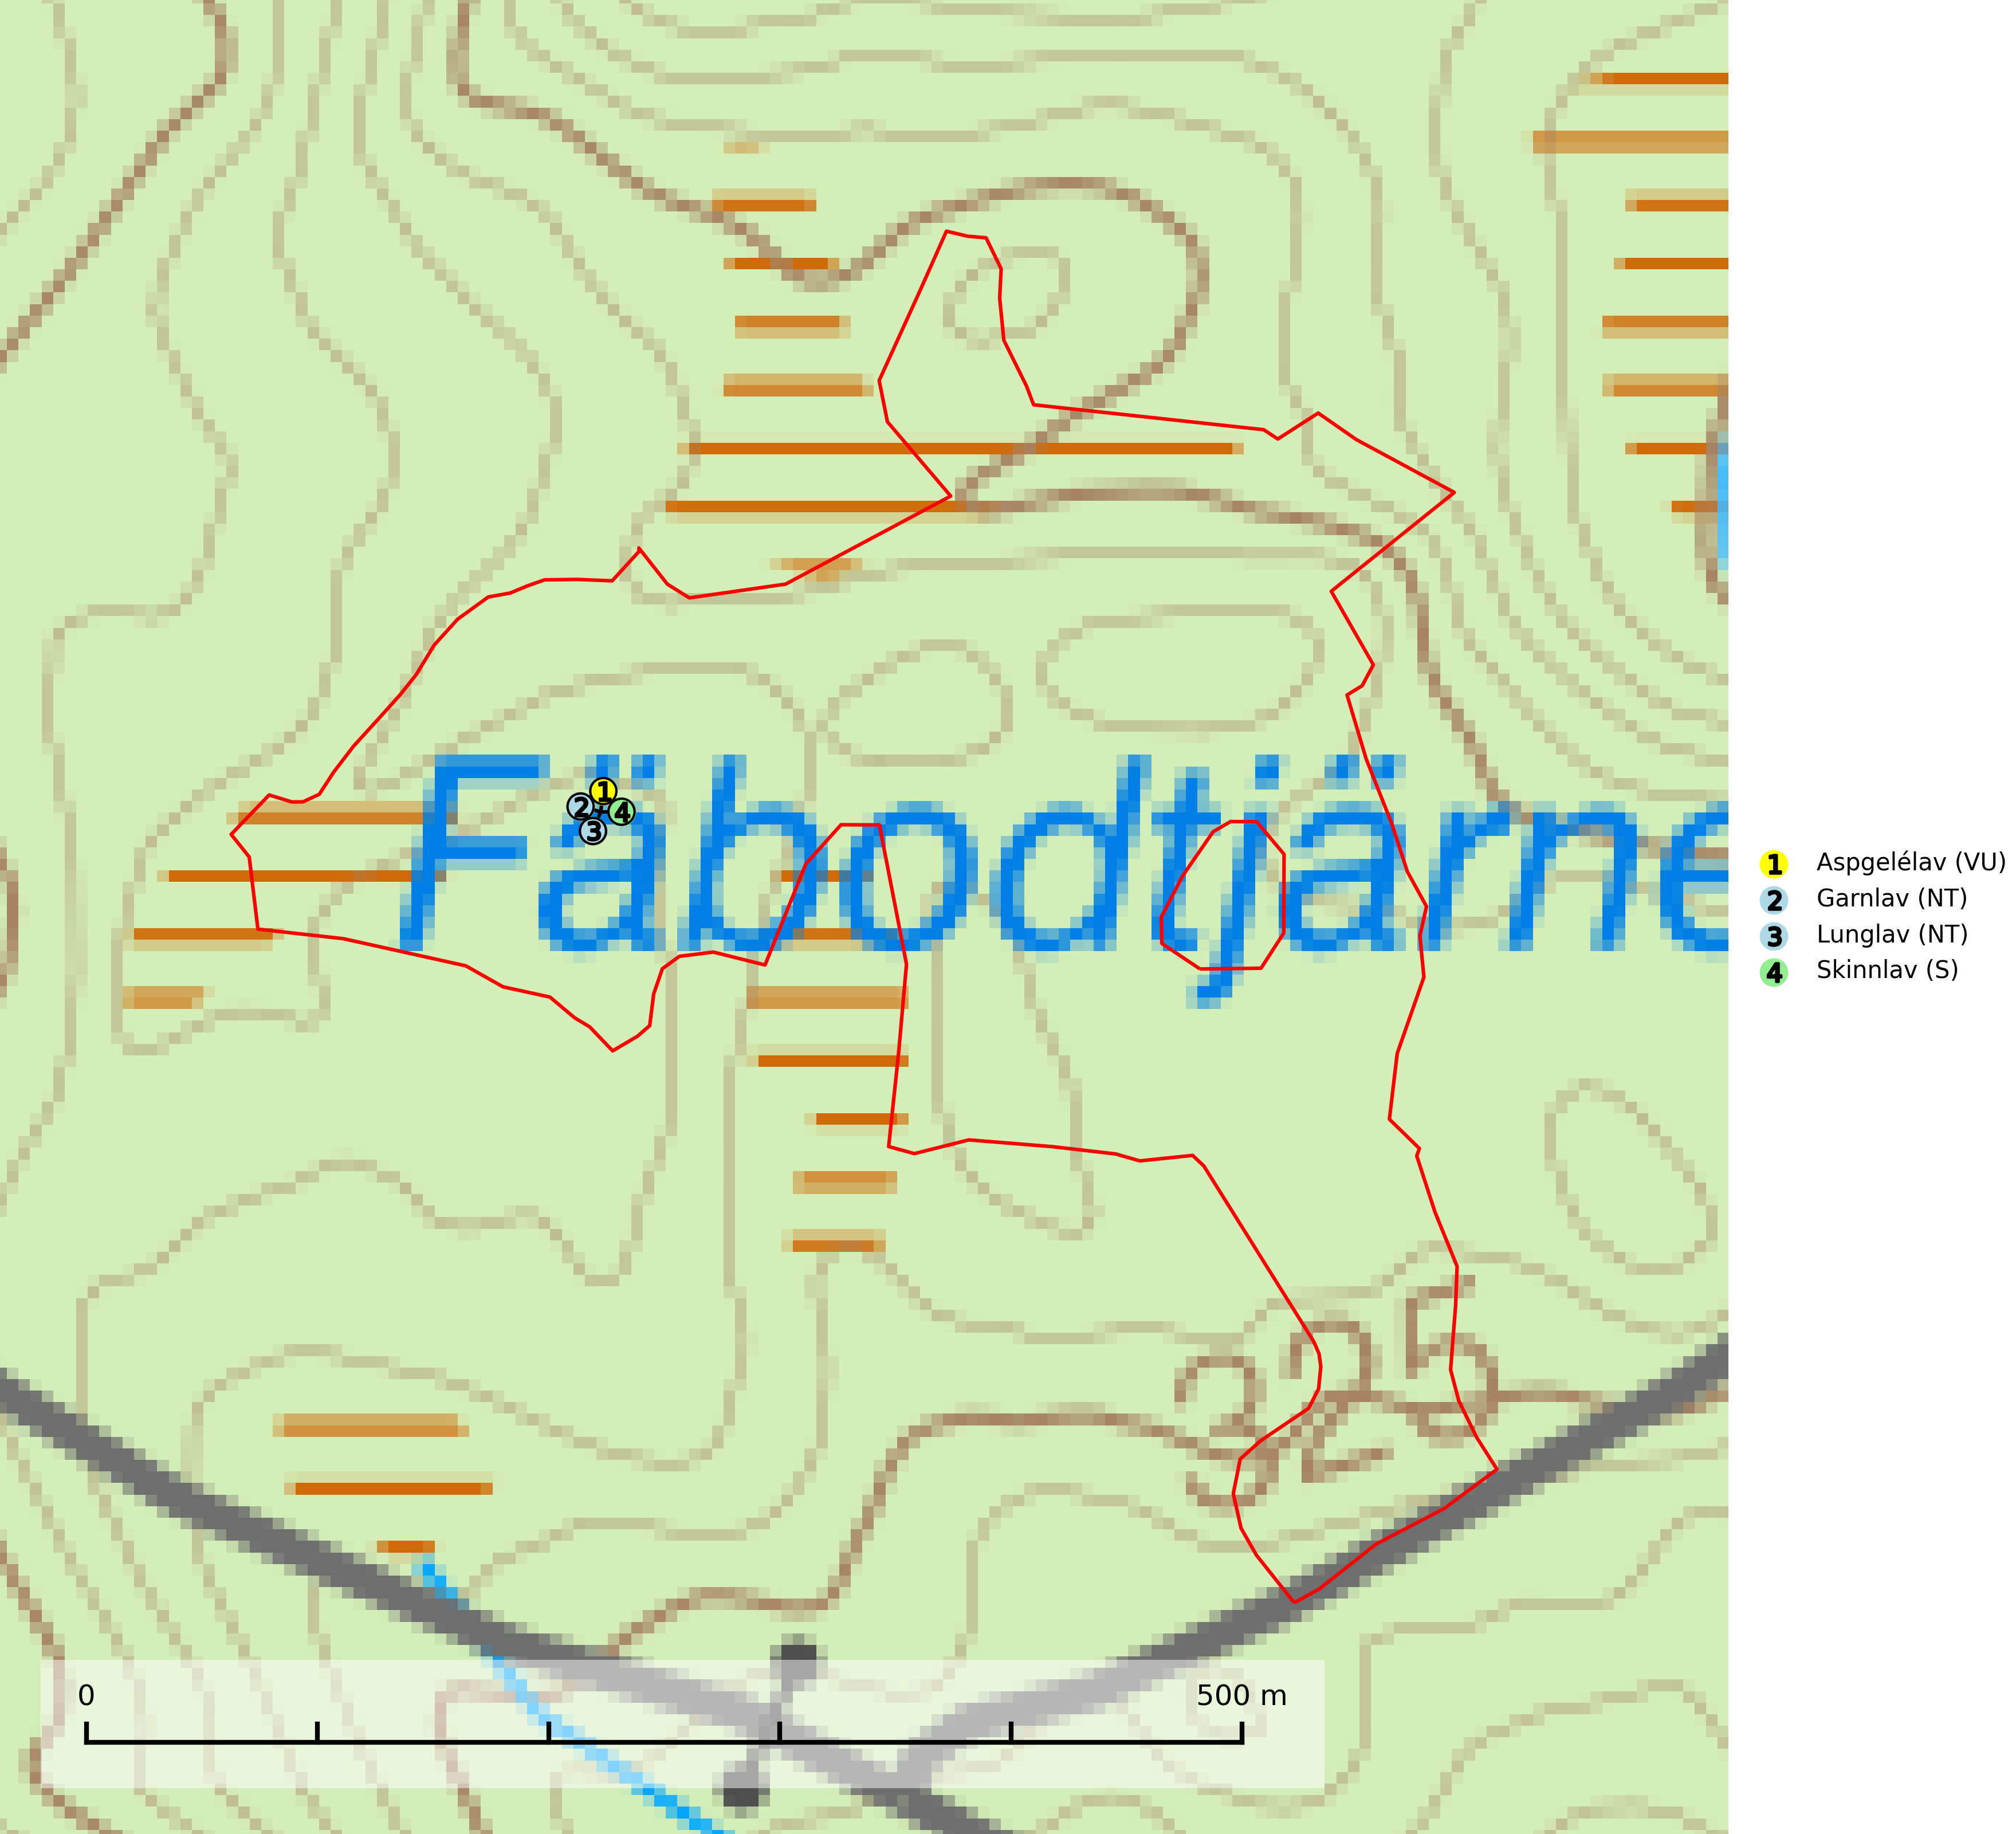 1
2 4
3
Fäbodtjärne
325
0 500 m
1 Aspgelélav (VU)
2 Garnlav (NT)
3 Lunglav (NT)
4 Skinnlav (S)